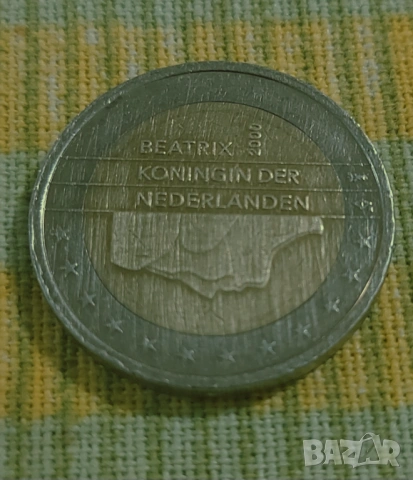 BEATRIX 2000
KONINGIN DER
NEDERLANDEN
BAZAR